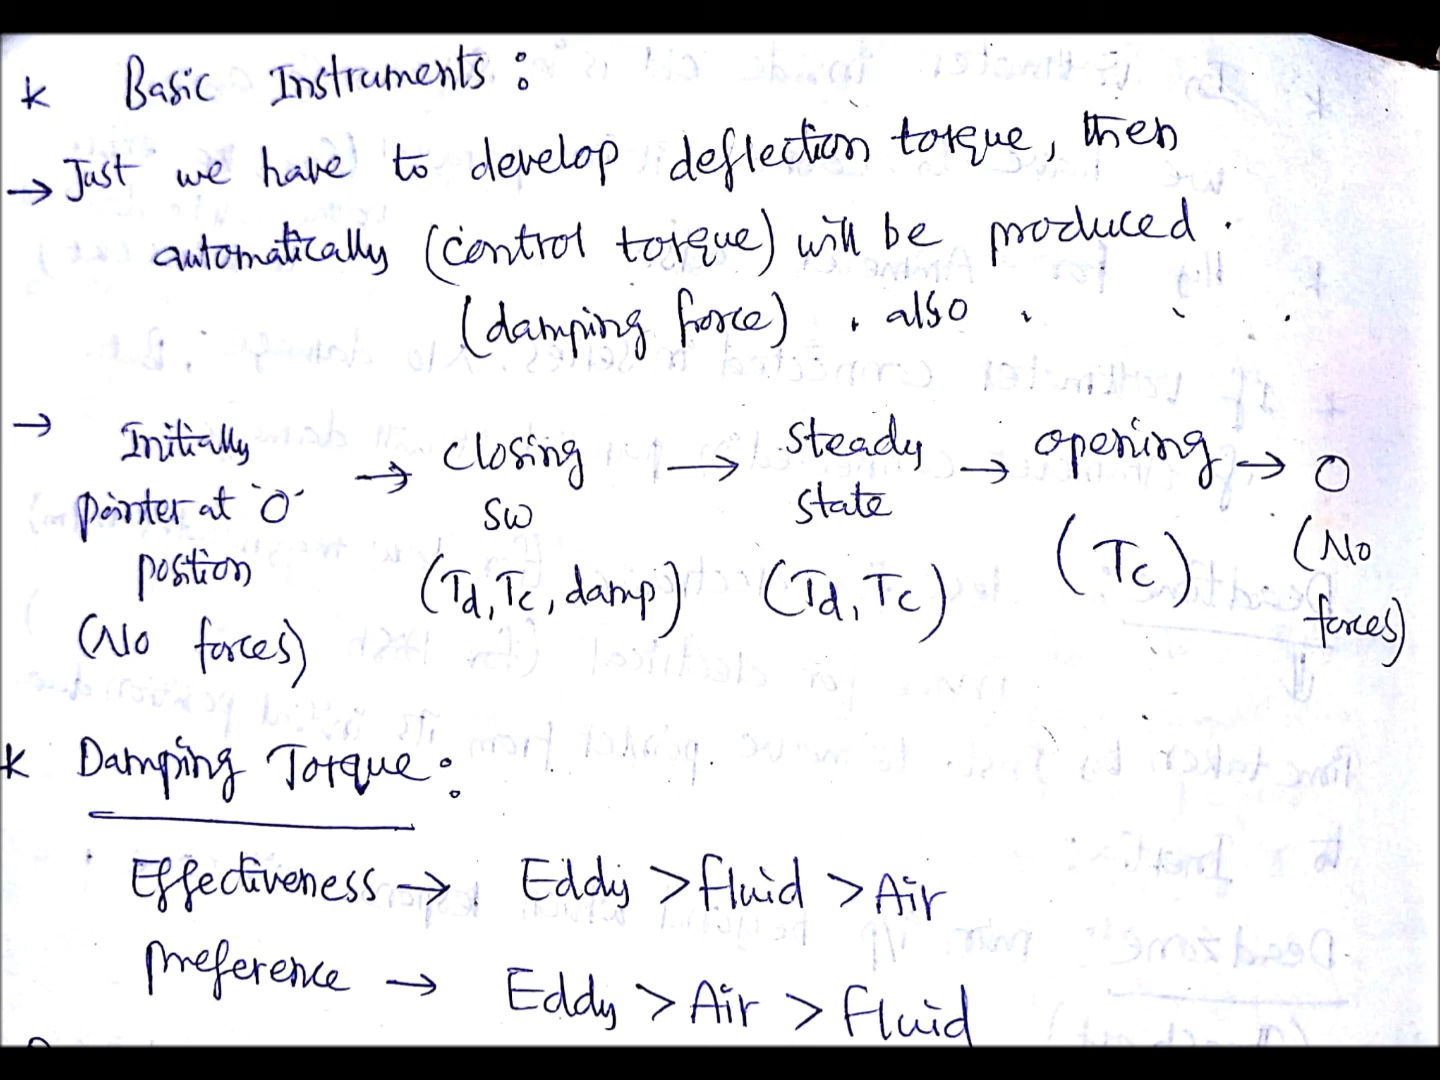 * Basic Instruments :
→ Just we have to develop deflection torque, then
automatically (control torque) will be produced.
(damping force) " also "
→ Initially → closing → steady → opening → 0
pointer at '0' sw state
position (Td, Tc, damp) (Td, Tc) (Tc) (No
(No forces) forces)
* Damping Torque :
Effectiveness → Eddy > Fluid > Air
preference → Eddy > Air > Fluid